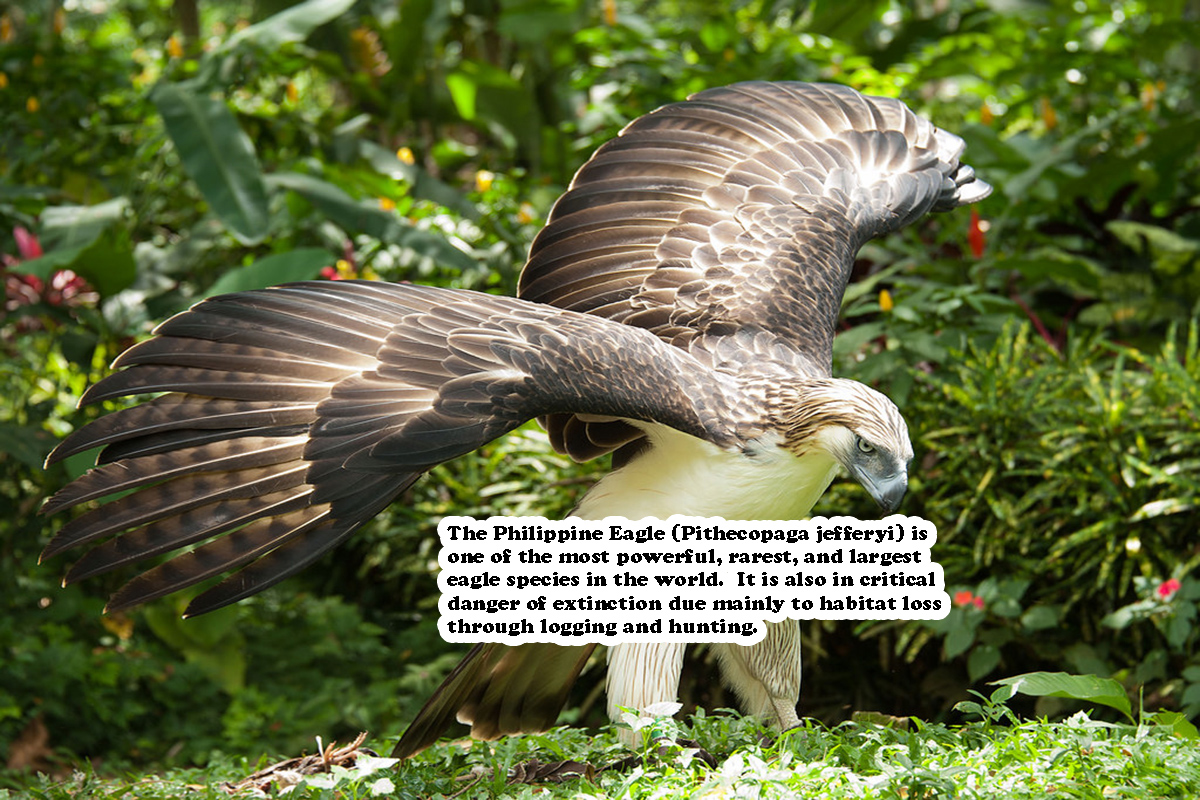 The Philippine Eagle (Pithecopaga jefferyi) is
one of the most powerful, rarest, and largest
eagle species in the world.  It is also in critical
danger of extinction due mainly to habitat loss
through logging and hunting.